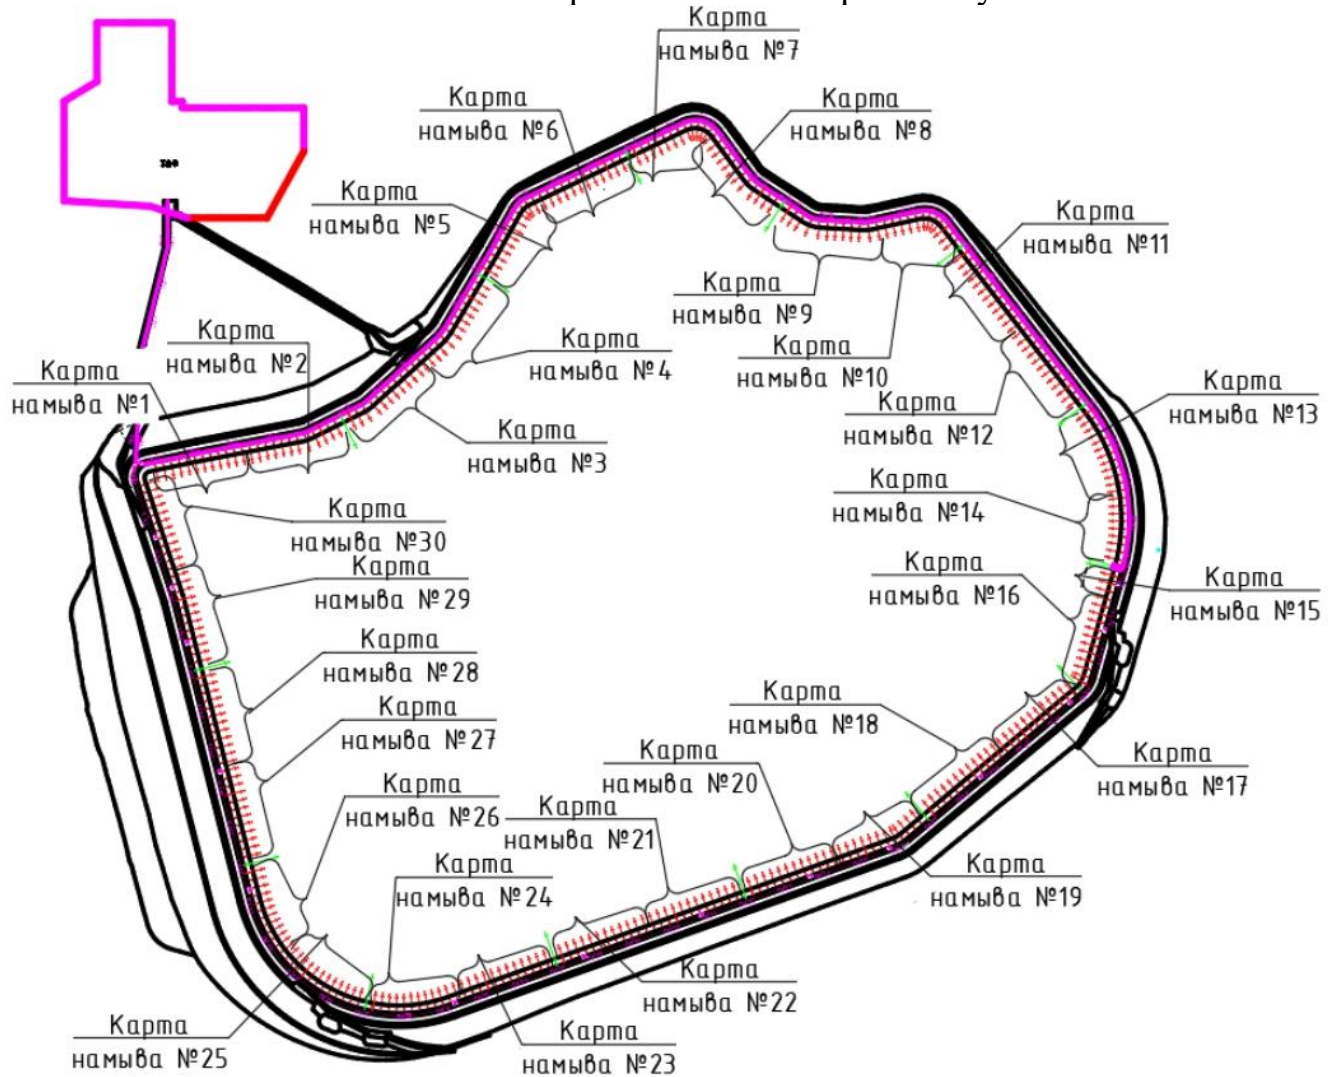 Карта
намыва №7
Карта
намыва №6
Карта
намыва №8
Карта
намыва №5
Карта
намыва №11
Карта
намыва №9
Карта
намыва №2
Карта
намыва №4
Карта
намыва №10
Карта
намыва №1
Карта
намыва №12
Карта
намыва №13
Карта
намыва №3
Карта
намыва №14
Карта
намыва №30
Карта
намыва №16
Карта
намыва №29
Карта
намыва №15
Карта
намыва №28
Карта
намыва №18
Карта
намыва №27
Карта
намыва №20
Карта
намыва №17
Карта
намыва №26
Карта
намыва №21
Карта
намыва №24
Карта
намыва №19
Карта
намыва №22
Карта
намыва №25
Карта
намыва №23